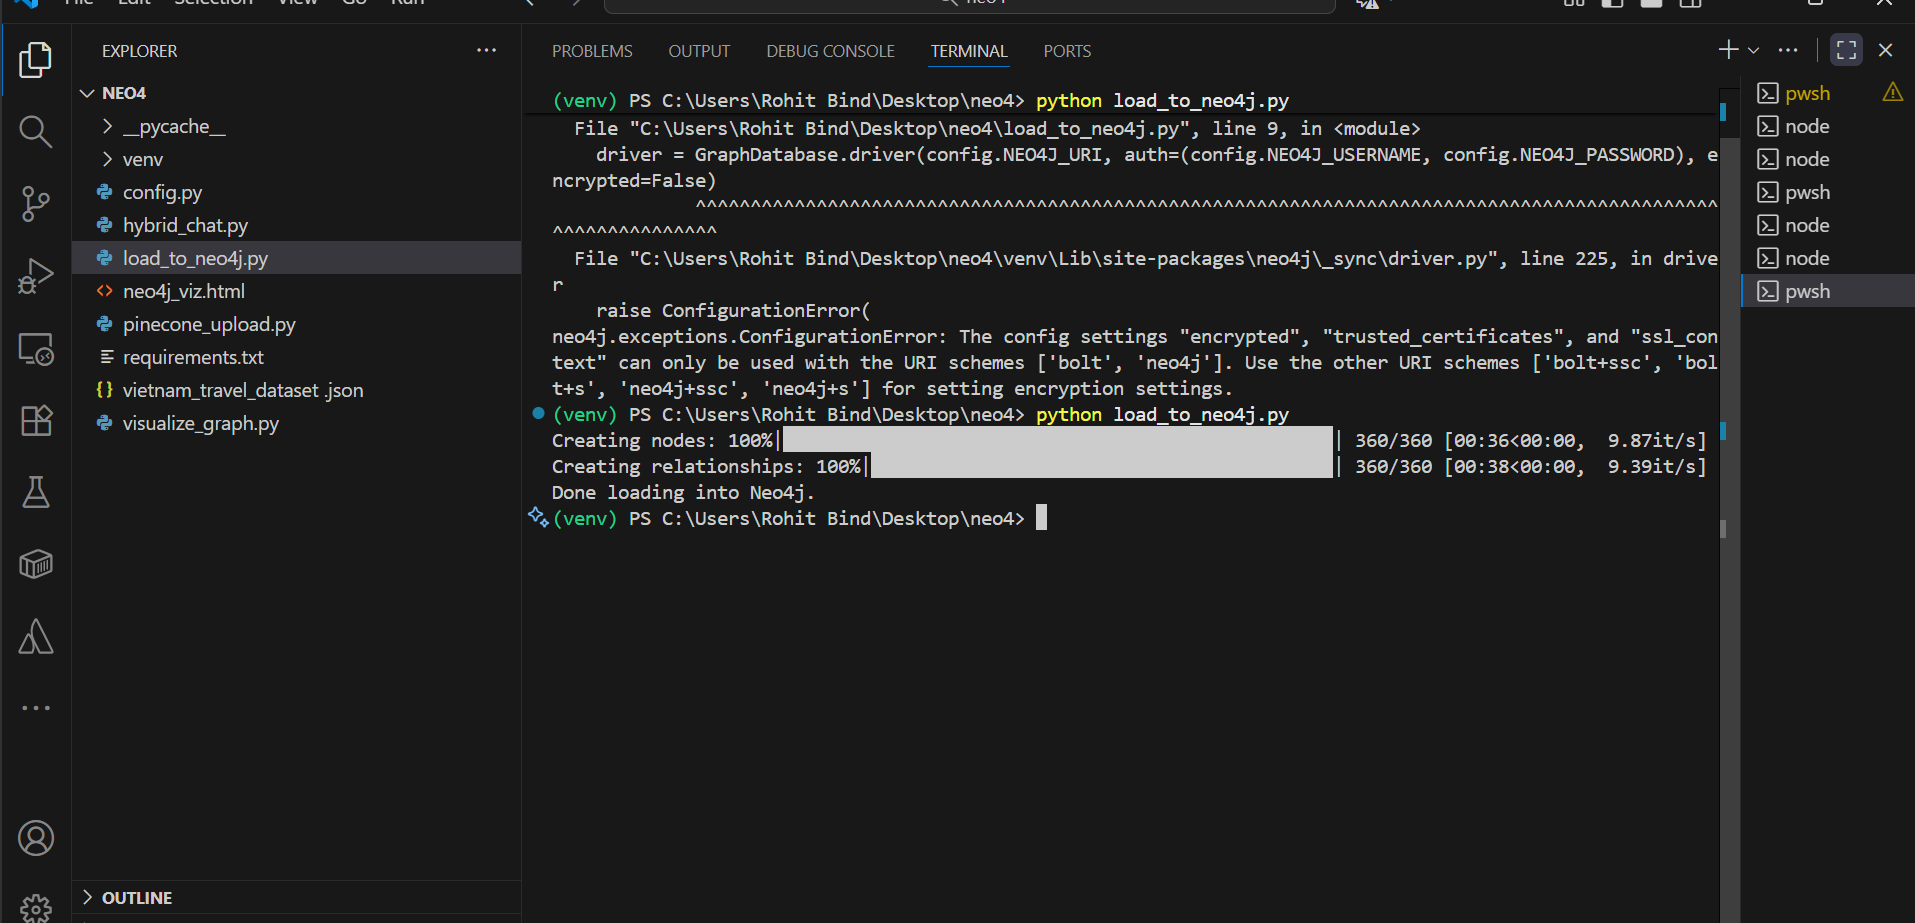 File Edit Selection View Go Run
neo4
EXPLORER
NEO4
__pycache__
venv
config.py
hybrid_chat.py
load_to_neo4j.py
neo4j_viz.html
pinecone_upload.py
requirements.txt
vietnam_travel_dataset .json
visualize_graph.py
OUTLINE
PROBLEMS OUTPUT DEBUG CONSOLE TERMINAL PORTS
(venv) PS C:\Users\Rohit Bind\Desktop\neo4> python load_to_neo4j.py
File "C:\Users\Rohit Bind\Desktop\neo4\load_to_neo4j.py", line 9, in <module>
driver = GraphDatabase.driver(config.NEO4J_URI, auth=(config.NEO4J_USERNAME, config.NEO4J_PASSWORD), e
ncrypted=False)
^^^^^^^^^^^^^^^^^^^^^^^^^^^^^^^^^^^^^^^^^^^^^^^^^^^^^^^^^^^^^^^^^^^^^^^^^^^^^^^^^^^^^^^^^^^^^
^^^^^^^^^^^^^^^
File "C:\Users\Rohit Bind\Desktop\neo4\venv\Lib\site-packages\neo4j\_sync\driver.py", line 225, in drive
r
raise ConfigurationError(
neo4j.exceptions.ConfigurationError: The config settings "encrypted", "trusted_certificates", and "ssl_con
text" can only be used with the URI schemes ['bolt', 'neo4j']. Use the other URI schemes ['bolt+ssc', 'bol
t+s', 'neo4j+ssc', 'neo4j+s'] for setting encryption settings.
(venv) PS C:\Users\Rohit Bind\Desktop\neo4> python load_to_neo4j.py
Creating nodes: 100%| | 360/360 [00:36<00:00, 9.87it/s]
Creating relationships: 100%| | 360/360 [00:38<00:00, 9.39it/s]
Done loading into Neo4j.
(venv) PS C:\Users\Rohit Bind\Desktop\neo4>
pwsh
node
node
pwsh
node
node
pwsh